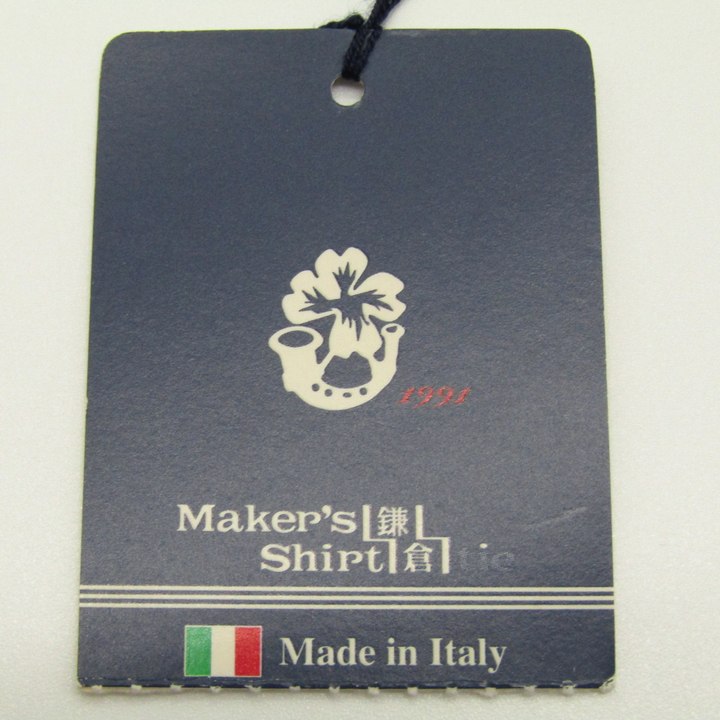 1991
Maker's 鎌
Shirt 倉 tie
Made in Italy